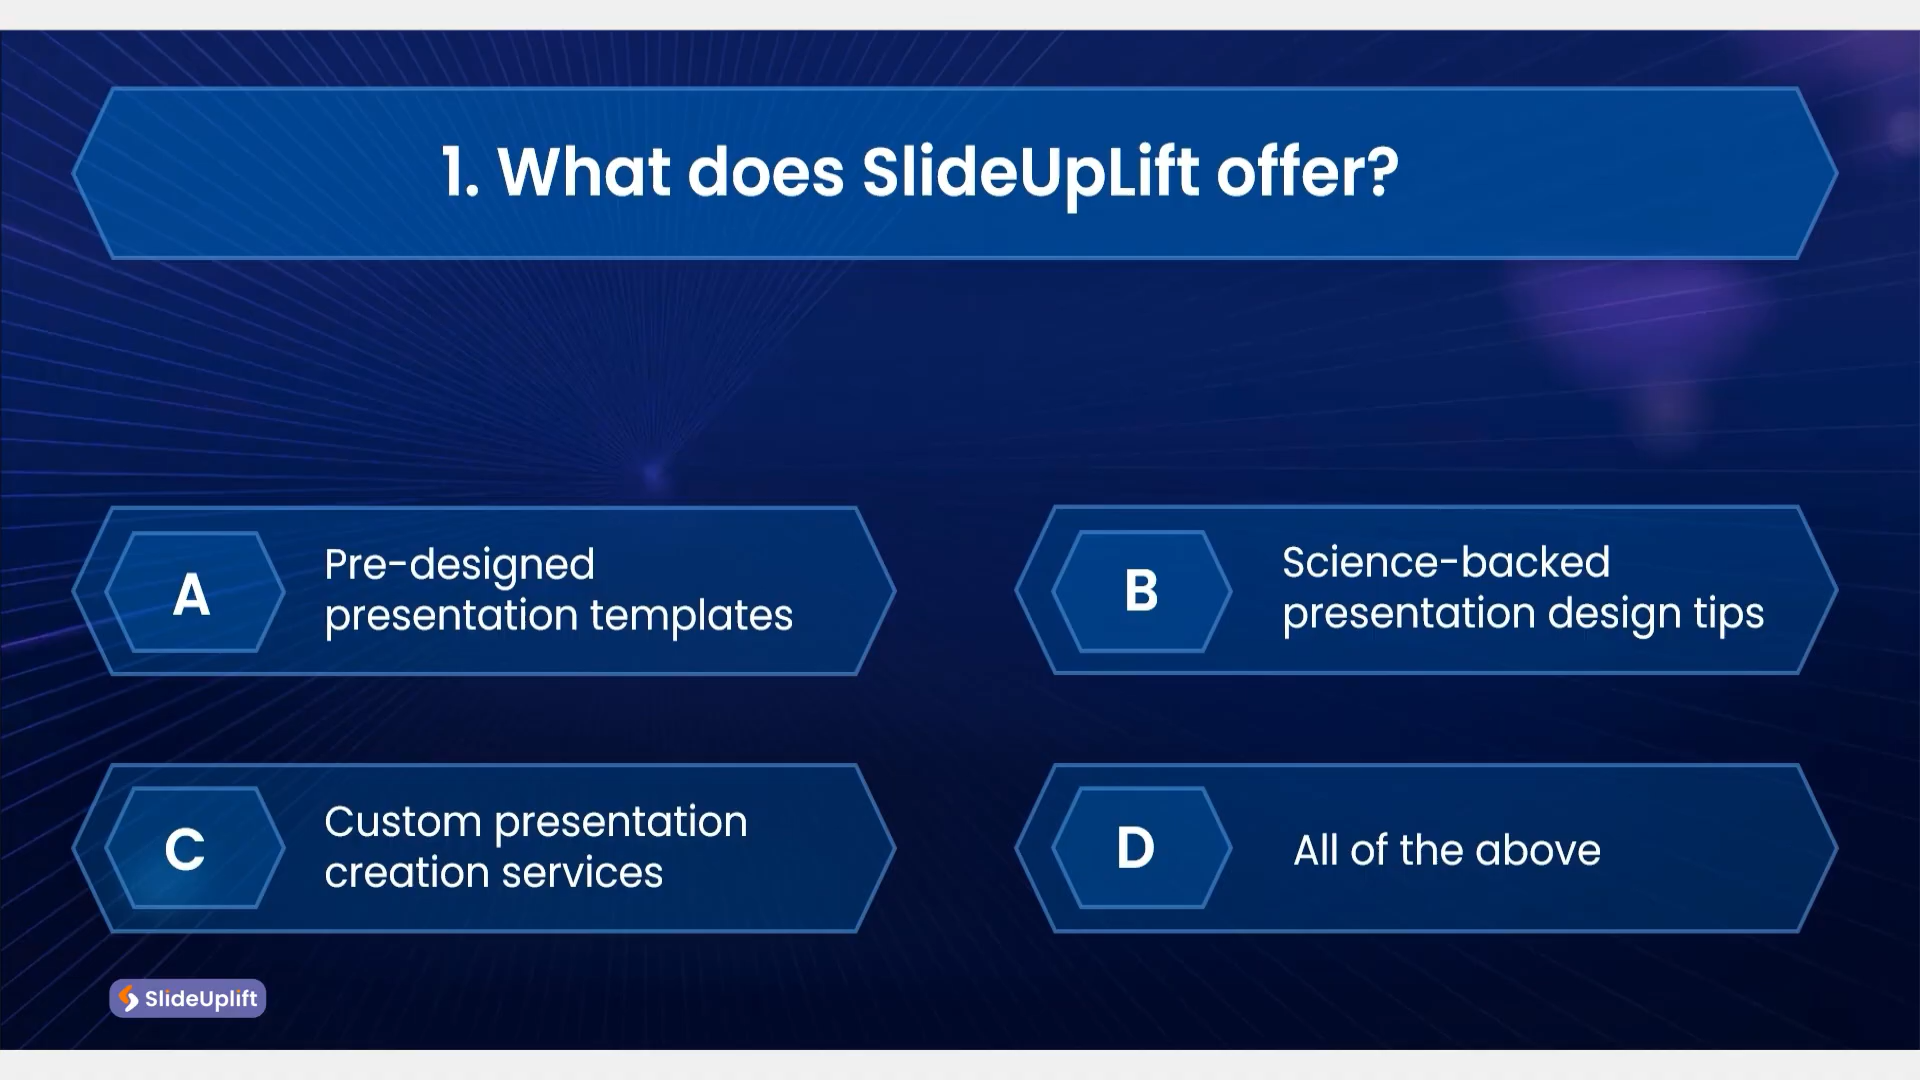 1. What does SlideUpLift offer?
A
Pre-designed
presentation templates
B
Science-backed
presentation design tips
C
Custom presentation
creation services
D
All of the above
SlideUplift